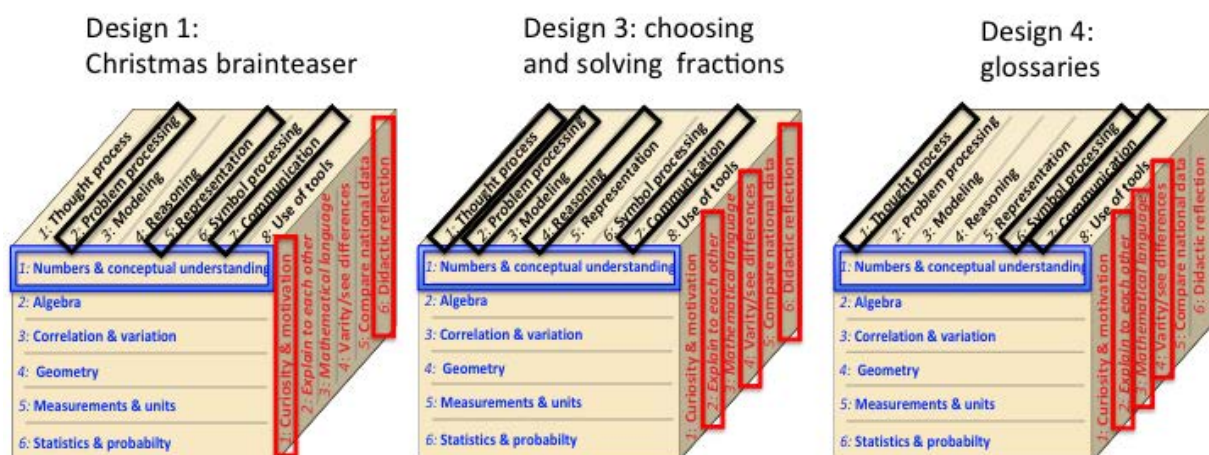 Design 1:
Christmas brainteaser
1: Thought process
2: Problem processing
3: Modeling
4: Reasoning
5: Representation
6: Symbol processing
7: Communication
8: Use of tools
1: Numbers & conceptual understanding
2: Algebra
3: Correlation & variation
4: Geometry
5: Measurements & units
6: Statistics & probabilty
1: Curiosity & motivation
2: Explain to each other
3: Mathematical language
4: Varity/see differences
5: Compare national data
6: Didactic reflection
Design 3: choosing
and solving fractions
1: Thought process
2: Problem processing
3: Modeling
4: Reasoning
5: Representation
6: Symbol processing
7: Communication
8: Use of tools
1: Numbers & conceptual understanding
2: Algebra
3: Correlation & variation
4: Geometry
5: Measurements & units
6: Statistics & probabilty
1: Curiosity & motivation
2: Explain to each other
3: Mathematical language
4: Varity/see differences
5: Compare national data
6: Didactic reflection
Design 4:
glossaries
1: Thought process
2: Problem processing
3: Modeling
4: Reasoning
5: Representation
6: Symbol processing
7: Communication
8: Use of tools
1: Numbers & conceptual understanding
2: Algebra
3: Correlation & variation
4: Geometry
5: Measurements & units
6: Statistics & probabilty
1: Curiosity & motivation
2: Explain to each other
3: Mathematical language
4: Varity/see differences
5: Compare national data
6: Didactic reflection